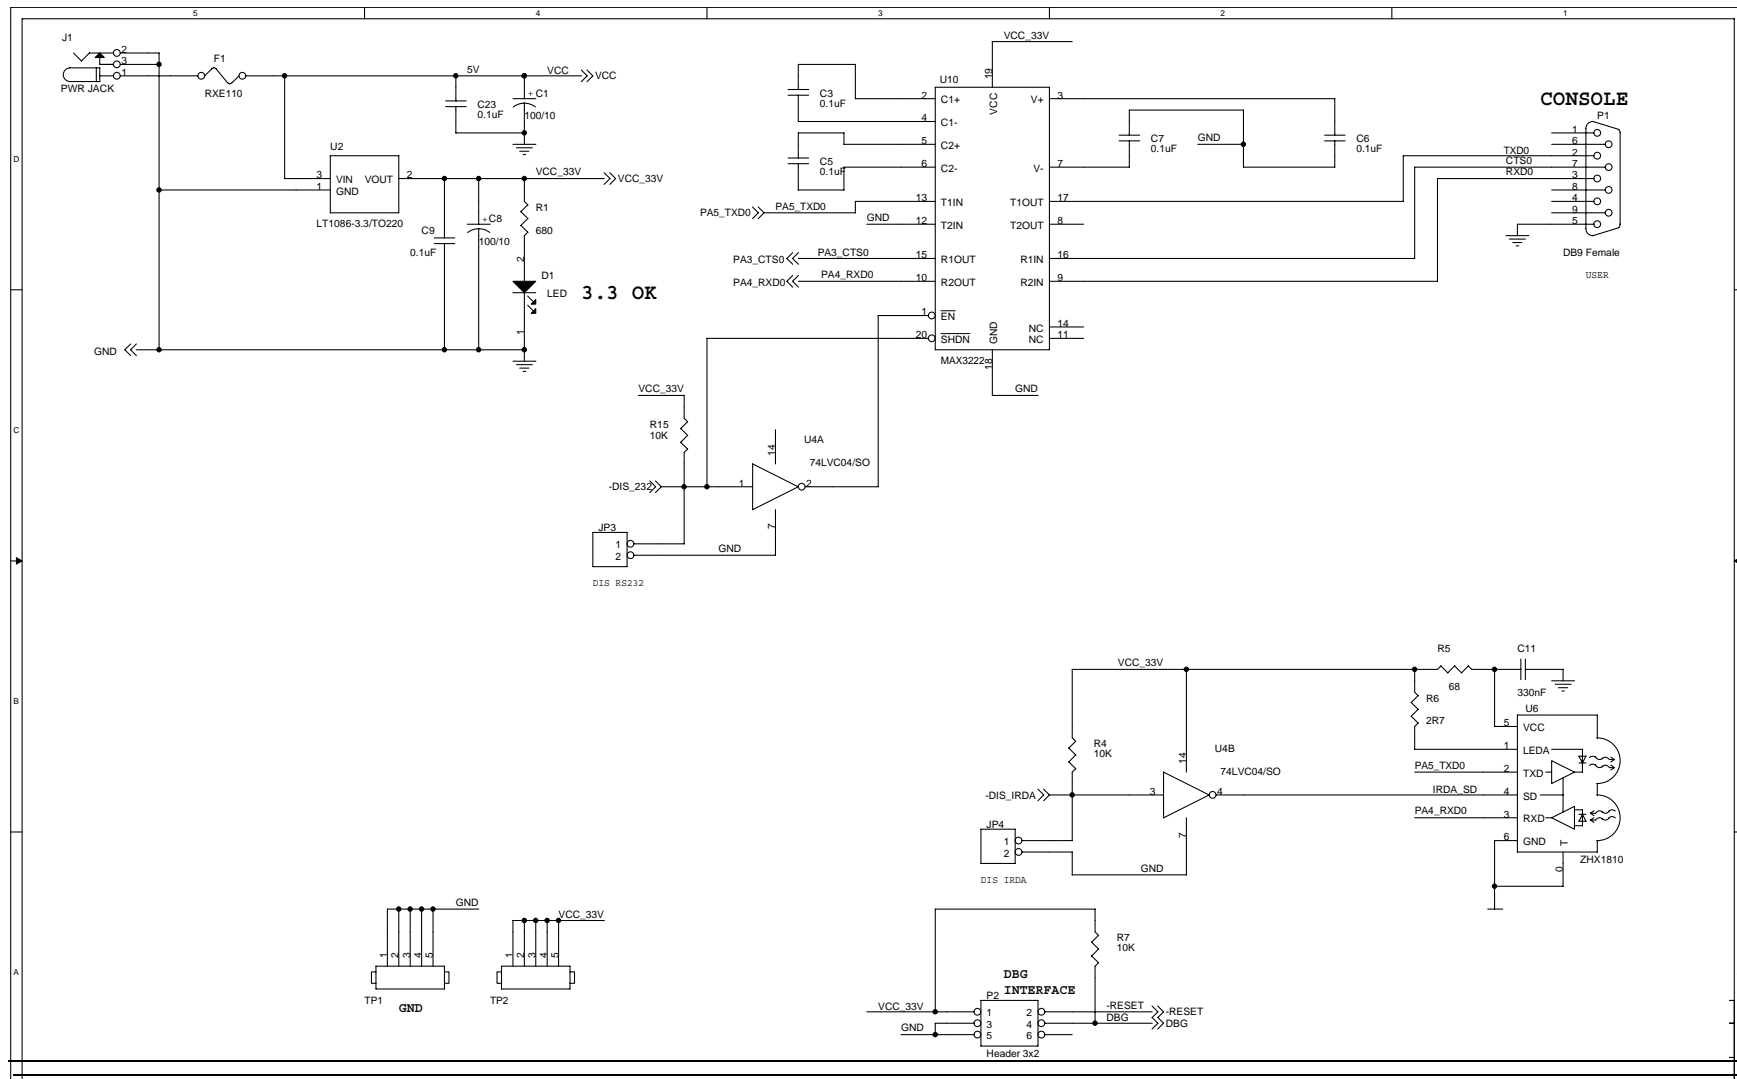 5 4 3 2 1
D
C
B
A
J1
2
3
1
PWR JACK
F1
RXE110
5V
VCC
VCC
C23
0.1uF
+ C1
100/10
U2
3 VIN VOUT 2
1 GND
LT1086-3.3/TO220
VCC_33V
VCC_33V
C9
0.1uF
+ C8
100/10
R1
680
2
D1
LED
3.3 OK
1
GND
VCC_33V
19
U10
C3
0.1uF
C5
0.1uF
2 C1+
4 C1-
5 C2+
6 C2-
13 T1IN
12 T2IN
15 R1OUT
10 R2OUT
1 EN
20 SHDN
VCC
V+ 3
V- 7
T1OUT 17
T2OUT 8
R1IN 16
R2IN 9
NC 14
NC 11
GND
MAX3222
18
GND
PA5_TXD0
PA5_TXD0
GND
PA3_CTS0
PA3_CTS0
PA4_RXD0
PA4_RXD0
C7
0.1uF
GND
C6
0.1uF
CONSOLE
P1
1
6
2
7
3
8
4
9
5
TXD0
CTS0
RXD0
DB9 Female
USER
VCC_33V
R15
10K
-DIS_232
14
U4A
74LVC04/SO
1
2
7
JP3
1
2
GND
DIS RS232
VCC_33V
R4
10K
-DIS_IRDA
14
U4B
74LVC04/SO
3
4
7
JP4
1
2
GND
DIS IRDA
R5
68
C11
330nF
R6
2R7
U6
5 VCC
1 LEDA
2 TXD
4 SD
3 RXD
6 GND
T
0
ZHX1810
PA5_TXD0
IRDA_SD
PA4_RXD0
GND
1 2 3 4 5
TP1
GND
VCC_33V
1 2 3 4 5
TP2
R7
10K
DBG
INTERFACE
P2
VCC_33V
GND
1 2
3 4
5 6
-RESET
DBG
-RESET
DBG
Header 3x2